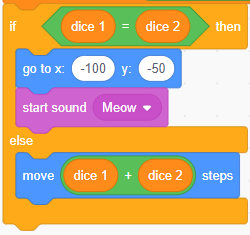 if dice 1 = dice 2 then
go to x: -100 y: -50
start sound Meow
else
move dice 1 + dice 2 steps